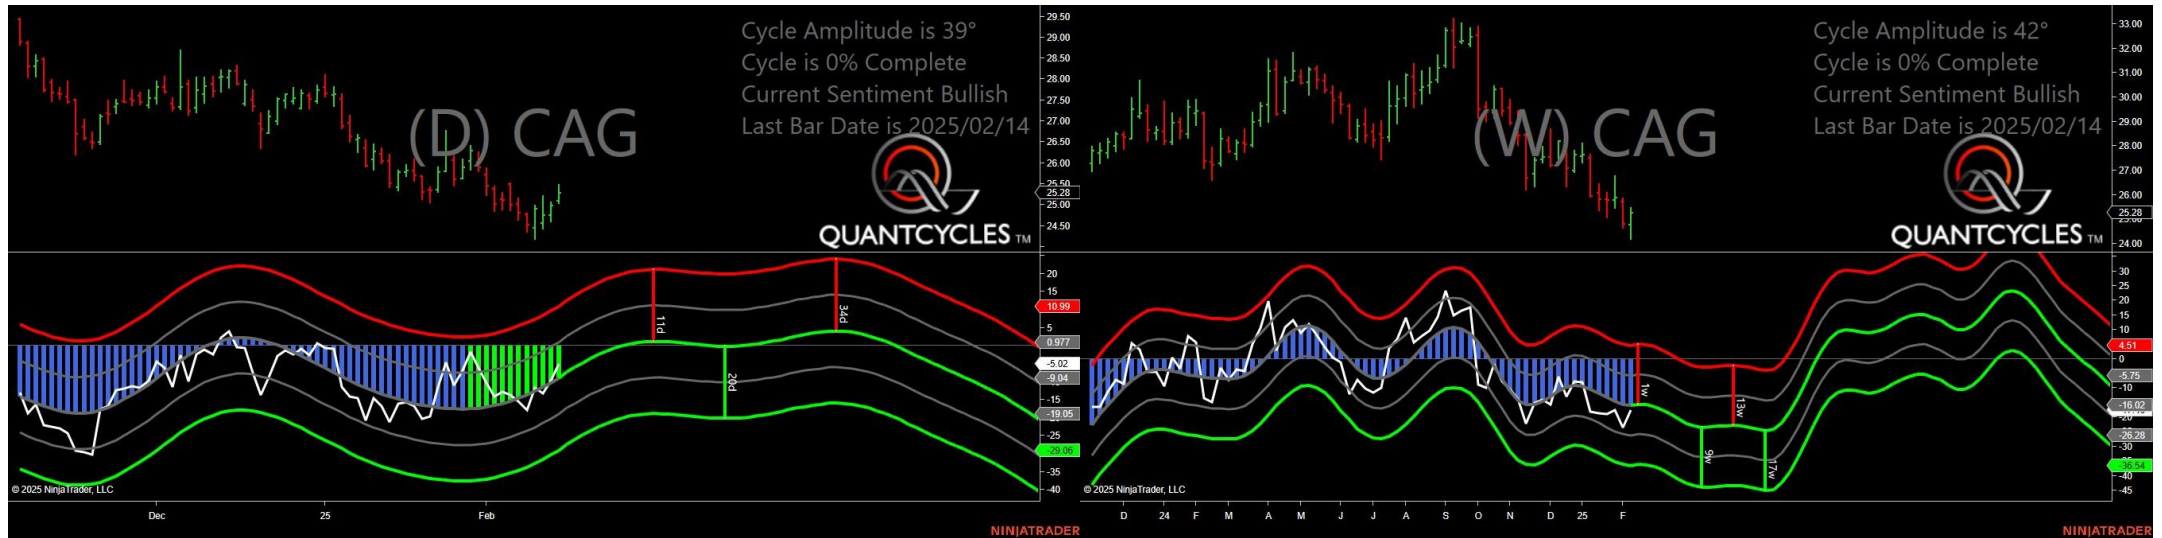 Cycle Amplitude is 39°
Cycle is 0% Complete
Current Sentiment Bullish
Last Bar Date is 2025/02/14
(D) CAG
QUANTCYCLES TM
29.50
29.00
28.50
28.00
27.50
27.00
26.50
26.00
25.50
25.28
25.00
24.50
20
10.99
5
0.977
-5.02
-9.04
-15
-19.05
-25
-29.06
-35
-40
11d
20d
34d
© 2025 NinjaTrader, LLC
Dec
25
Feb
NINJATRADER
Cycle Amplitude is 42°
Cycle is 0% Complete
Current Sentiment Bullish
Last Bar Date is 2025/02/14
(W) CAG
QUANTCYCLES TM
33.00
32.00
31.00
30.00
29.00
28.00
27.00
26.00
25.28
24.00
30
25
20
15
10
4.51
0
-5.75
-10
-16.02
-20
-26.28
-30
-36.54
-40
-45
1w
9w
13w
17w
© 2025 NinjaTrader, LLC
D
24
F
M
A
M
J
J
A
S
O
N
D
25
F
NINJATRADER